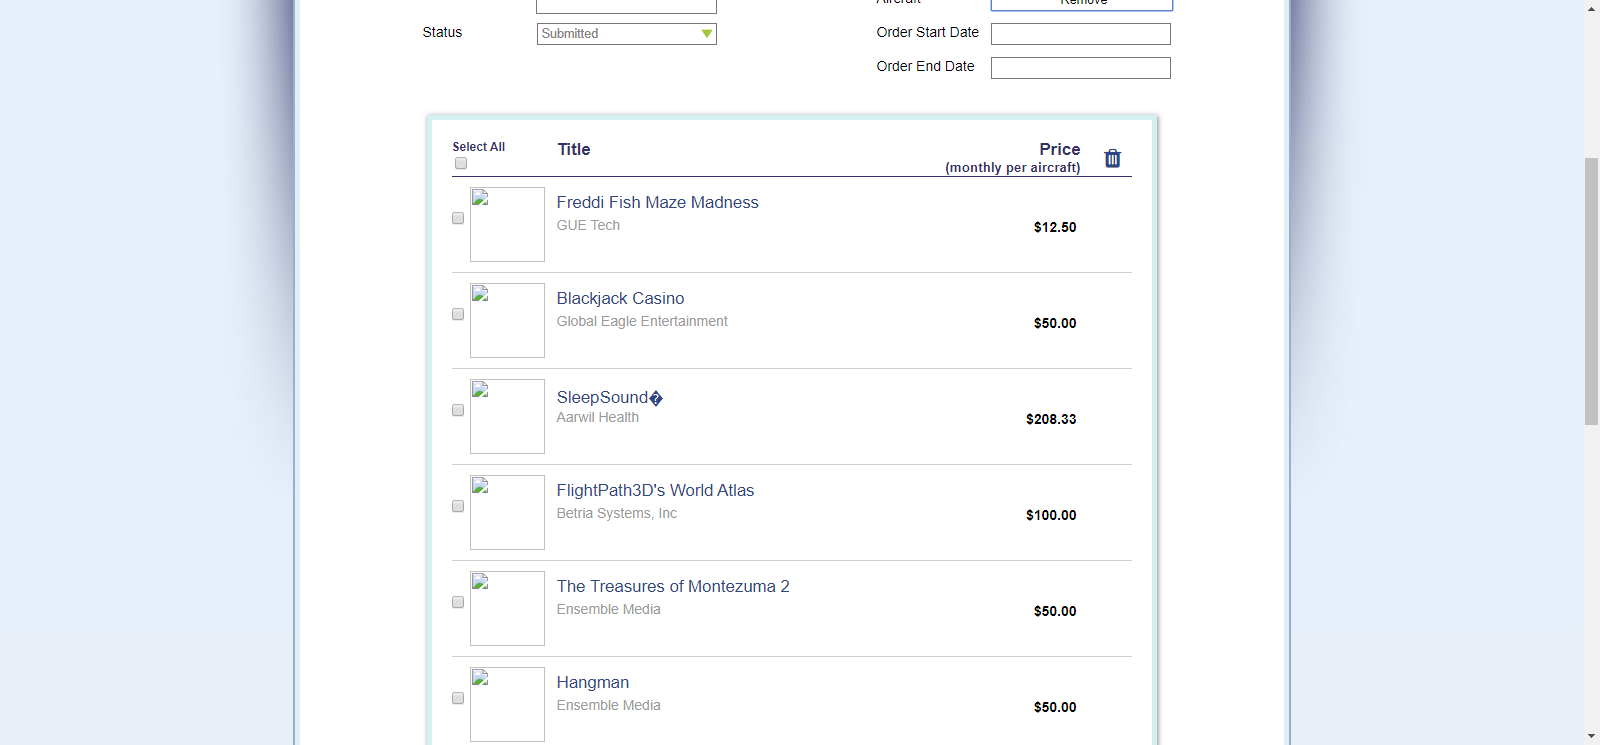 Aircraft
Remove
Status
Submitted
Order Start Date
Order End Date
Select All
Title
Price
(monthly per aircraft)
Freddi Fish Maze Madness
GUE Tech
$12.50
Blackjack Casino
Global Eagle Entertainment
$50.00
SleepSound�
Aarwil Health
$208.33
FlightPath3D's World Atlas
Betria Systems, Inc
$100.00
The Treasures of Montezuma 2
Ensemble Media
$50.00
Hangman
Ensemble Media
$50.00